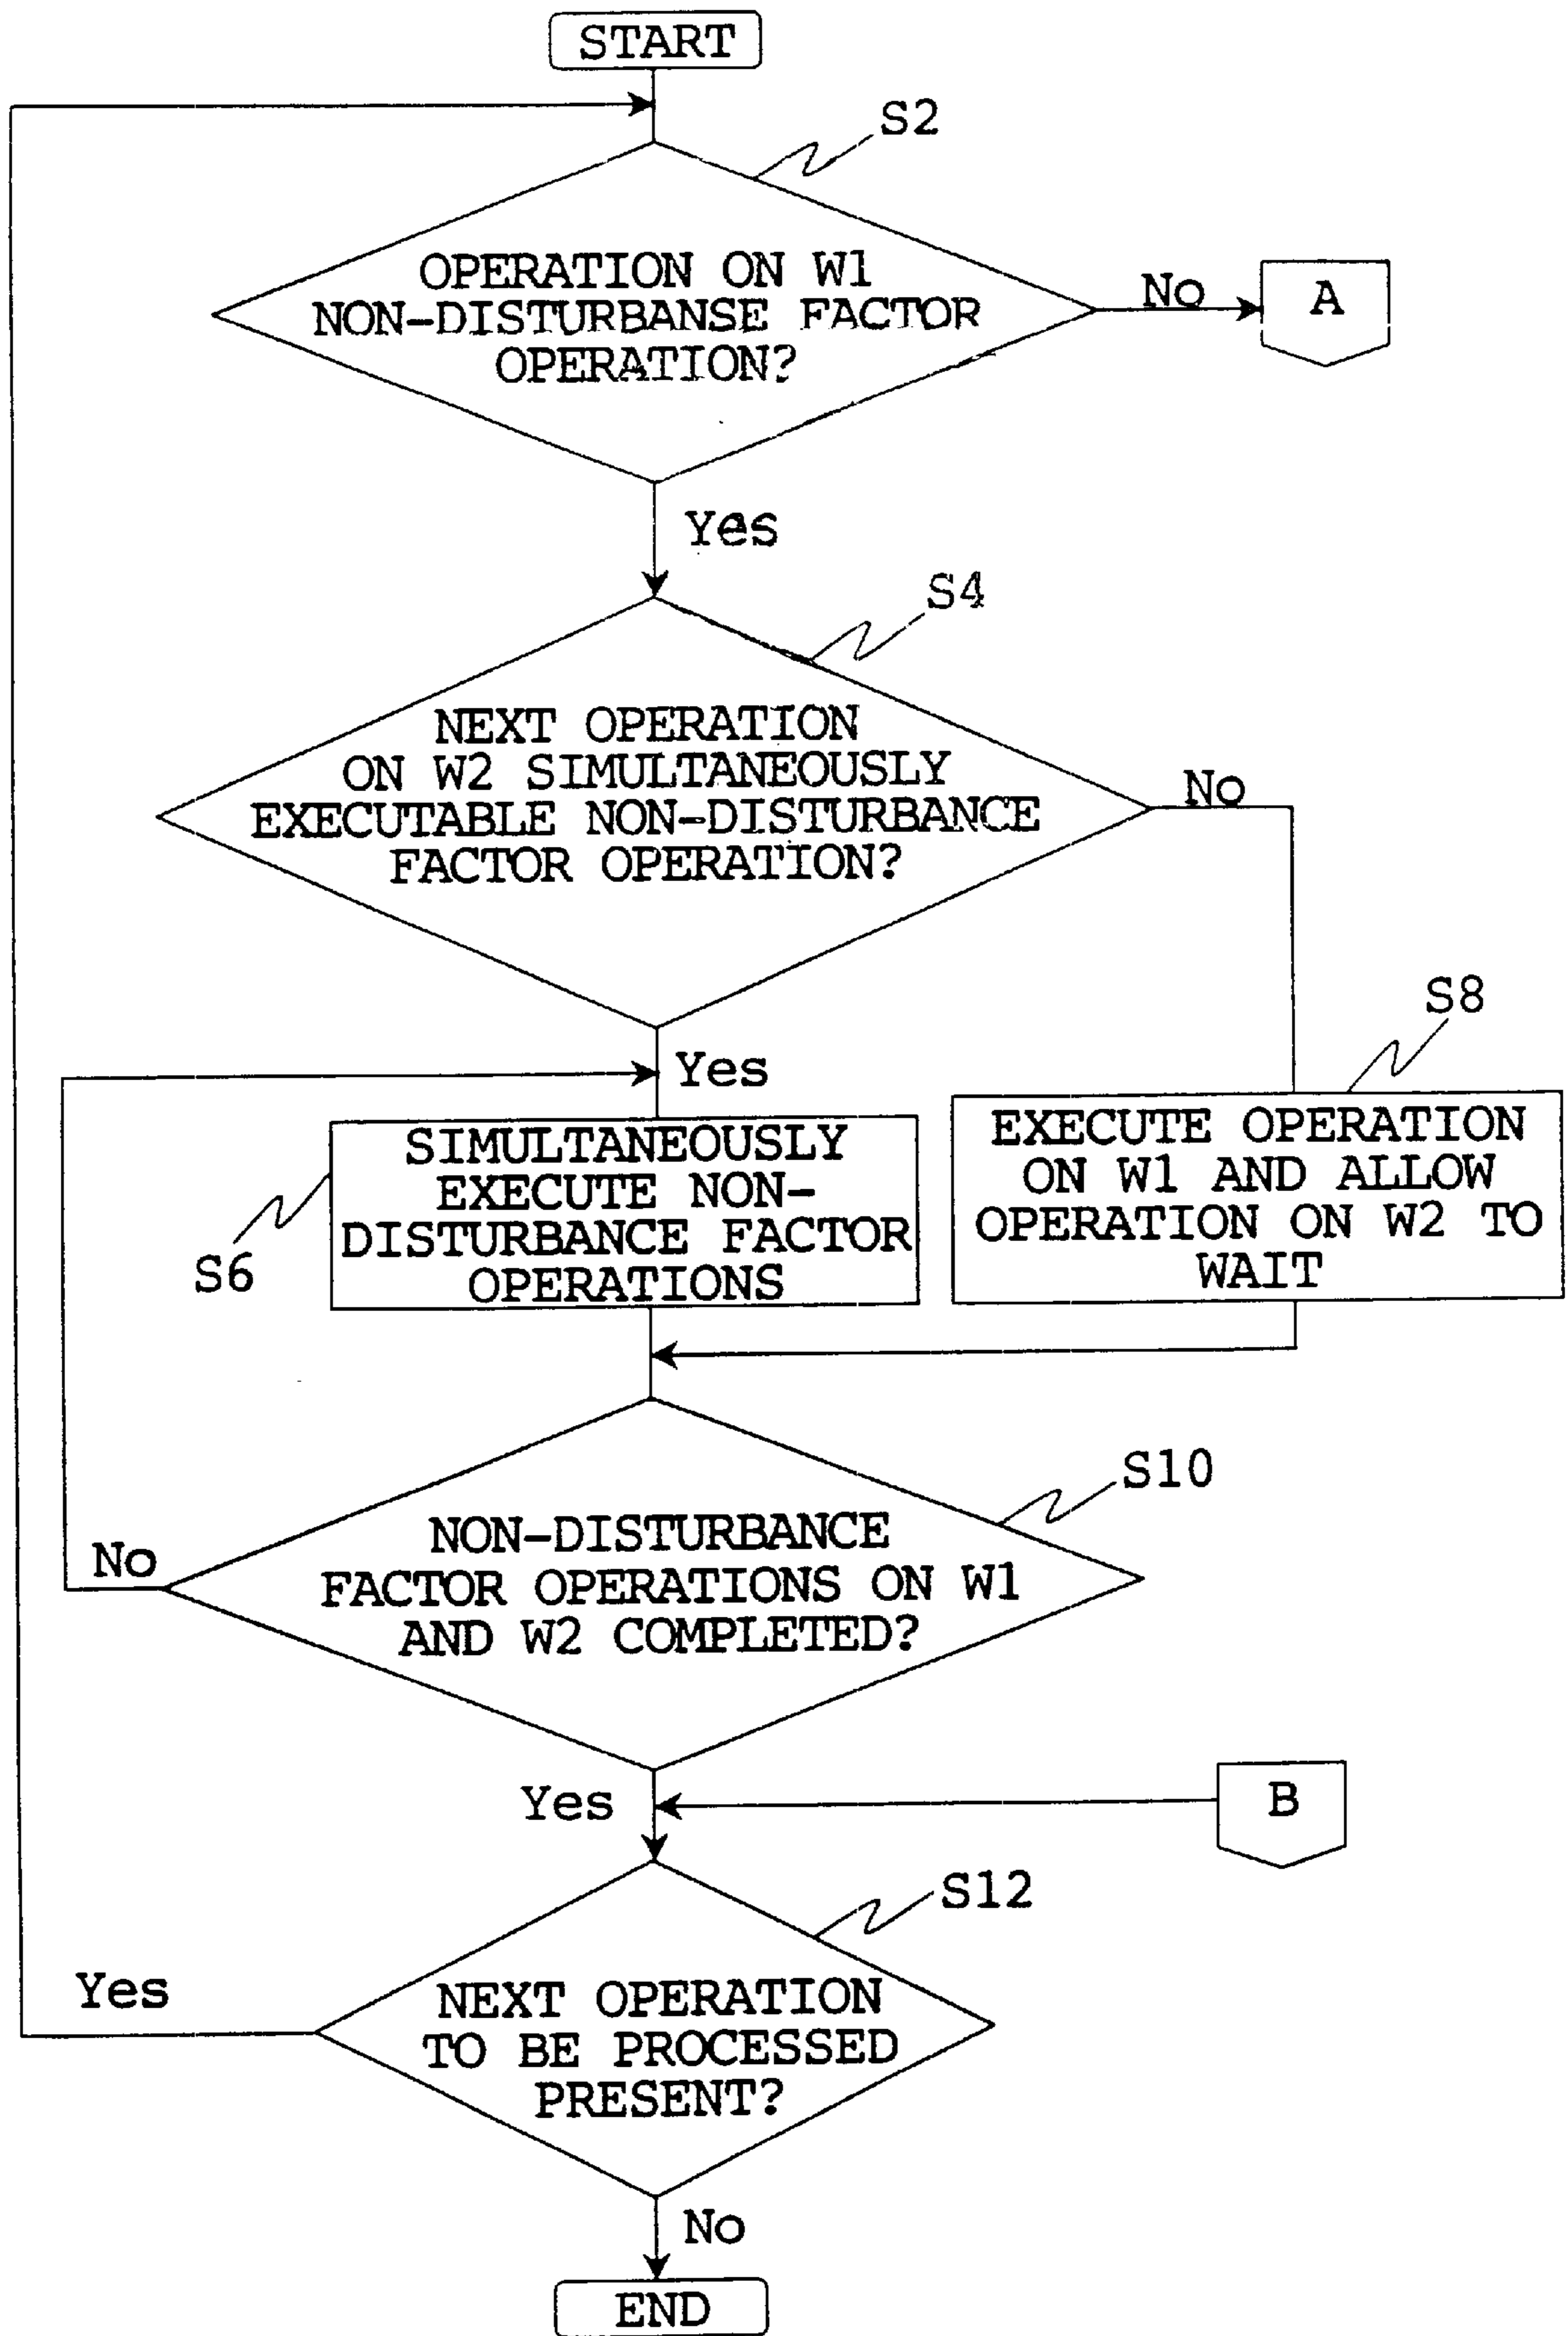 START
S2
OPERATION ON W1
NON-DISTURBANSE FACTOR
OPERATION?
No
A
Yes
S4
NEXT OPERATION
ON W2 SIMULTANEOUSLY
EXECUTABLE NON-DISTURBANCE
FACTOR OPERATION?
No
S8
Yes
SIMULTANEOUSLY
EXECUTE NON-
DISTURBANCE FACTOR
OPERATIONS
S6
EXECUTE OPERATION
ON W1 AND ALLOW
OPERATION ON W2 TO
WAIT
S10
NON-DISTURBANCE
FACTOR OPERATIONS ON W1
AND W2 COMPLETED?
No
Yes
B
S12
NEXT OPERATION
TO BE PROCESSED
PRESENT?
Yes
No
END